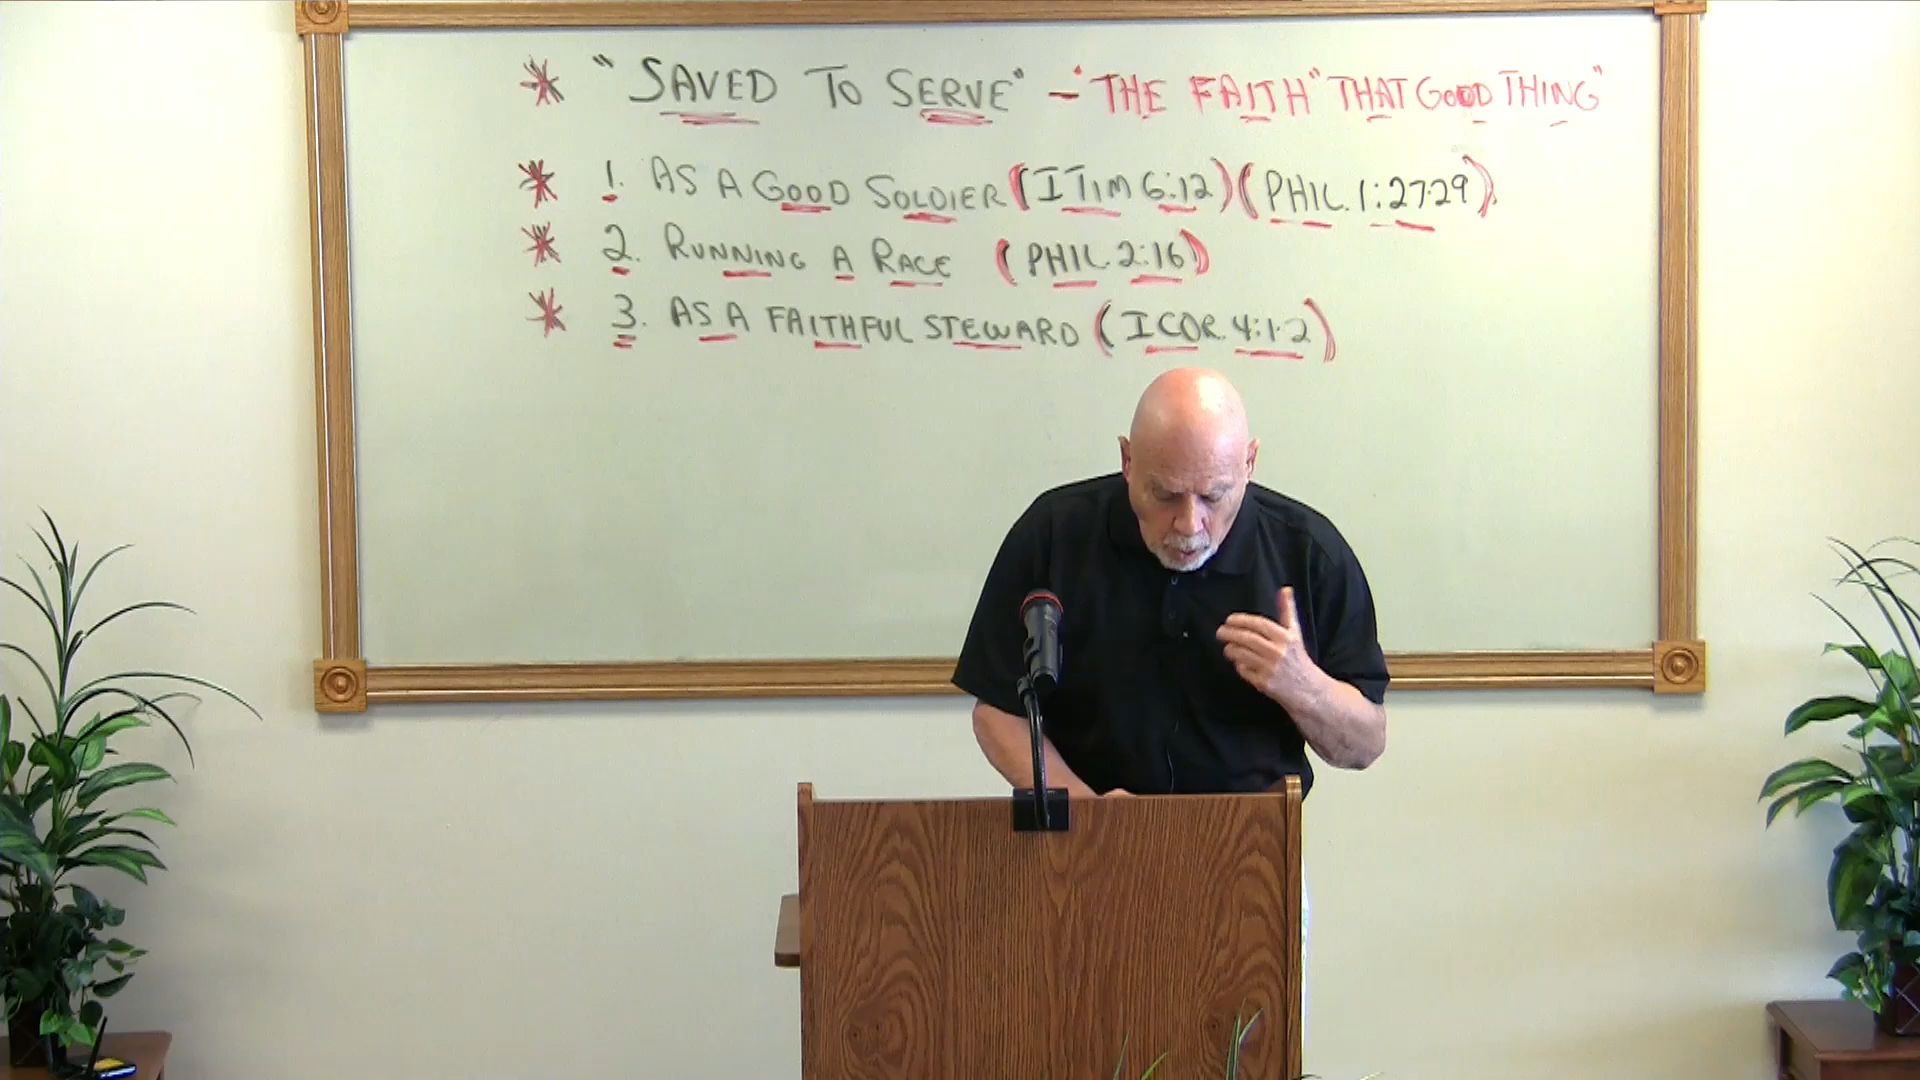 * "SAVED TO SERVE" - "THE FAITH" THAT GOOD THING"
* 1. AS A GOOD SOLDIER (I TIM 6:12) (PHIL. 1:27-29)
* 2. RUNNING A RACE (PHIL 2:16)
* 3. AS A FAITHFUL STEWARD (I COR. 4:1-2)